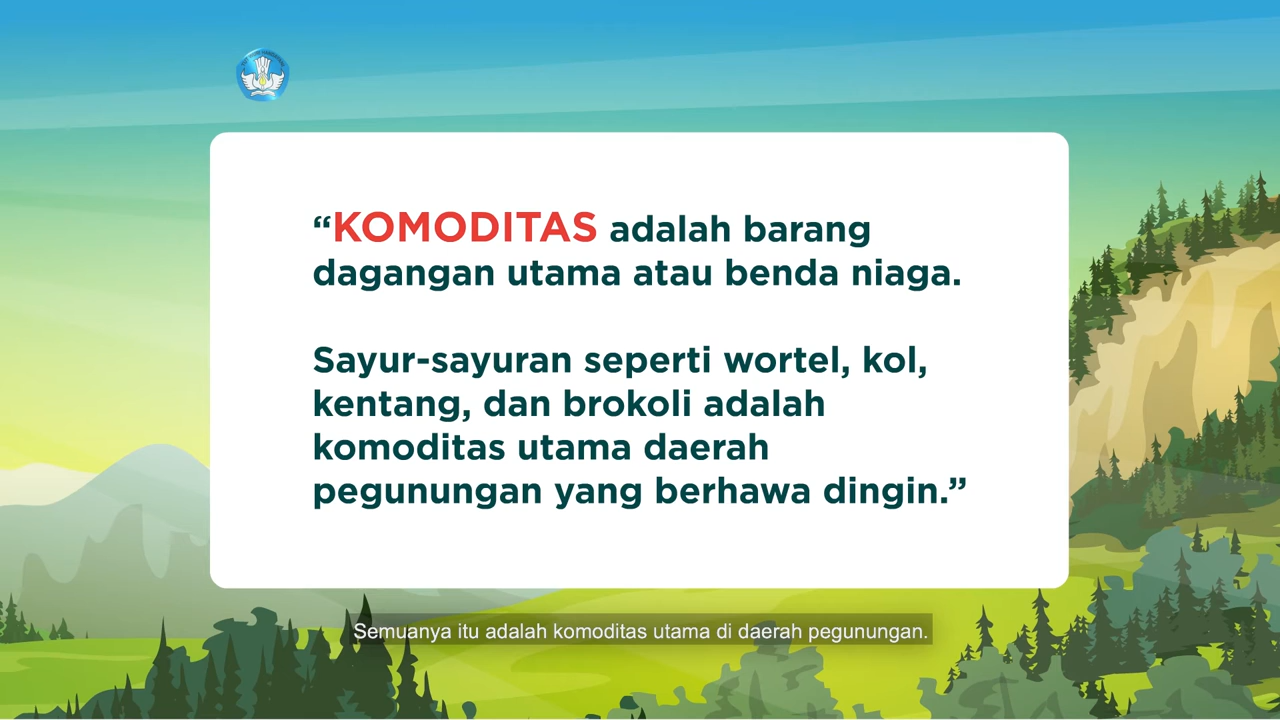 “KOMODITAS adalah barang
dagangan utama atau benda niaga.
Sayur-sayuran seperti wortel, kol,
kentang, dan brokoli adalah
komoditas utama daerah
pegunungan yang berhawa dingin.”
Semuanya itu adalah komoditas utama di daerah pegunungan.